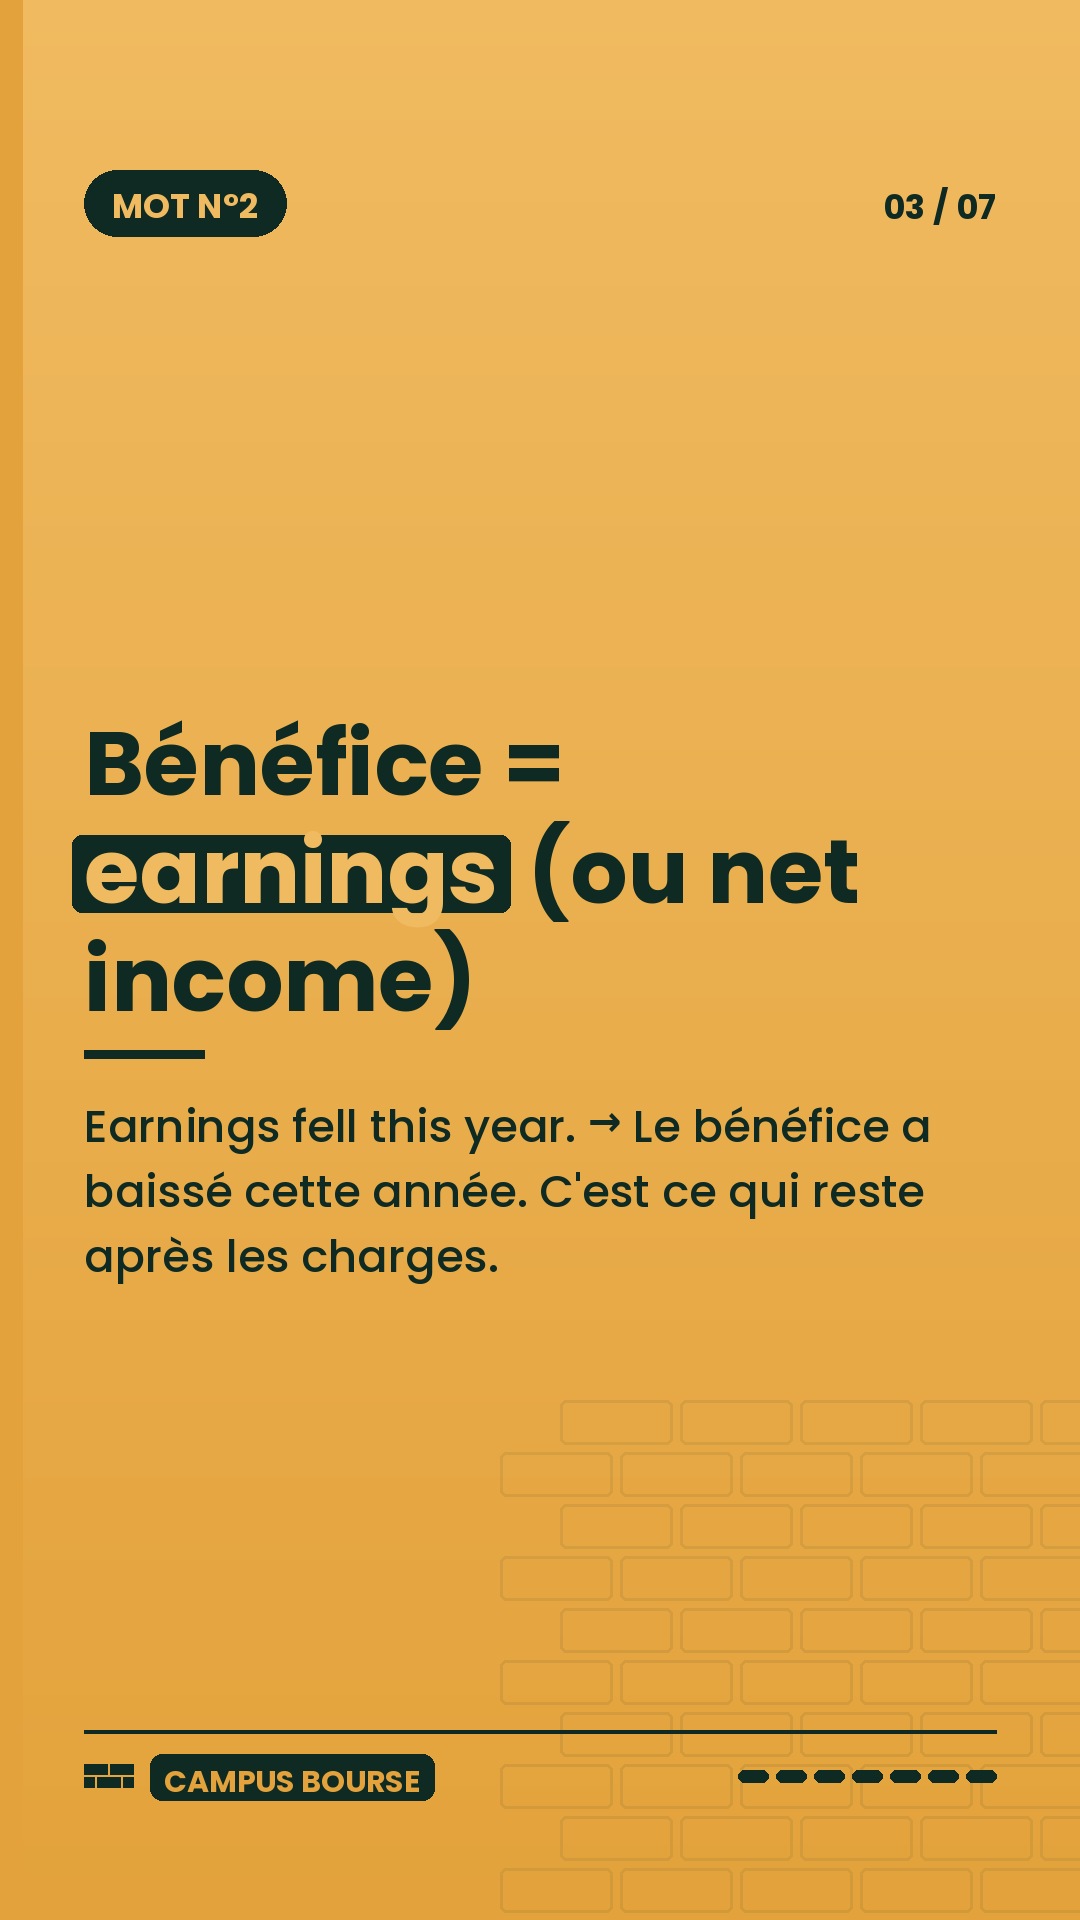 MOT N°2
03 / 07
Bénéfice =
earnings (ou net
income)
Earnings fell this year. → Le bénéfice a
baissé cette année. C'est ce qui reste
après les charges.
CAMPUS BOURSE